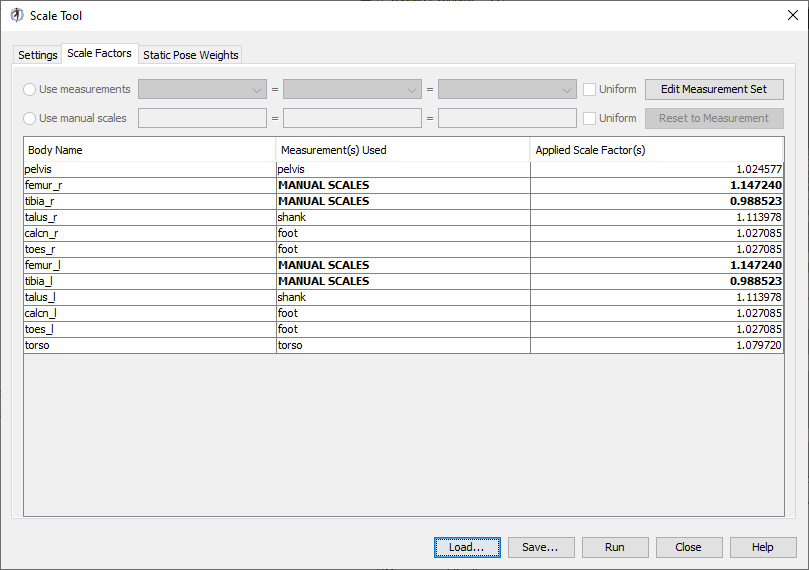 Scale Tool
Settings Scale Factors Static Pose Weights
Use measurements = = Uniform Edit Measurement Set
Use manual scales = = Uniform Reset to Measurement
Body Name Measurement(s) Used Applied Scale Factor(s)
pelvis pelvis 1.024577
femur_r MANUAL SCALES 1.147240
tibia_r MANUAL SCALES 0.988523
talus_r shank 1.113978
calcn_r foot 1.027085
toes_r foot 1.027085
femur_l MANUAL SCALES 1.147240
tibia_l MANUAL SCALES 0.988523
talus_l shank 1.113978
calcn_l foot 1.027085
toes_l foot 1.027085
torso torso 1.079720
Load... Save... Run Close Help